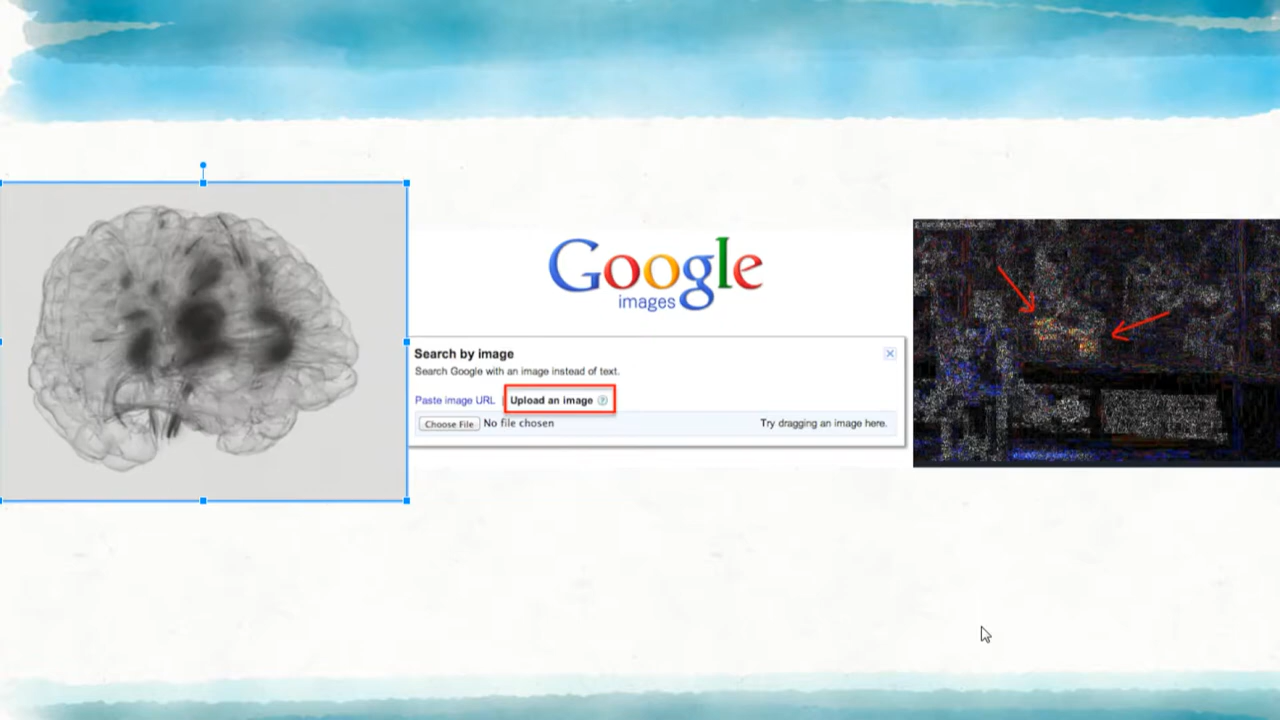 Google
images
Search by image
Search Google with an image instead of text.
Paste image URL | Upload an image ?
Choose File No file chosen
Try dragging an image here.